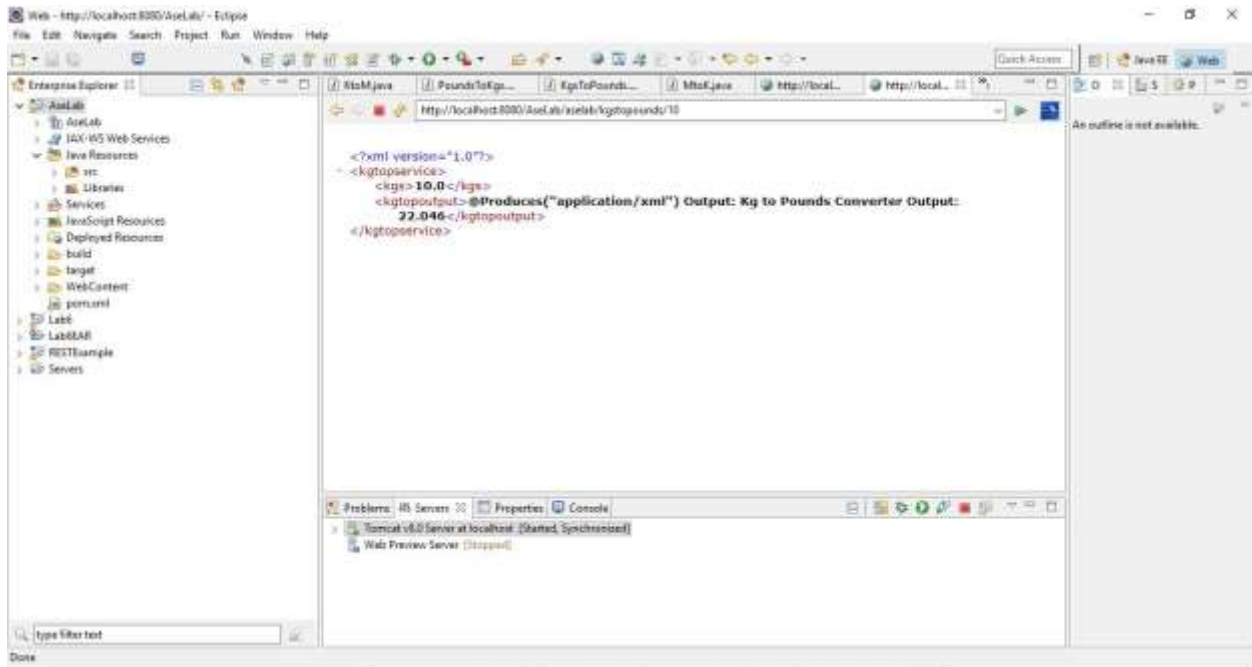 Web - http://localhost:8080/AseLab/ - Eclipse
File Edit Navigate Search Project Run Window Help
Quick Access
Java EE
Web
Enterprise Explorer
AseLab
AseLab
JAX-WS Web Services
Java Resources
src
Libraries
Services
JavaScript Resources
Deployed Resources
build
target
WebContent
pom.xml
Lab6
Lab6EAR
RESTExample
Servers
type filter text
KtoM.java
PoundsToKgs...
KgsToPounds...
MtoK.java
http://local...
http://local...
http://localhost:8080/AseLab/aselab/kgstopounds/10
<?xml version="1.0"?>
- <kgtopservice>
<kgs>10.0</kgs>
<kgtopoutput>@Produces("application/xml") Output: Kg to Pounds Converter Output:
22.046</kgtopoutput>
</kgtopservice>
An outline is not available.
Problems Servers Properties Console
Tomcat v8.0 Server at localhost [Started, Synchronized]
Web Preview Server [Stopped]
Done